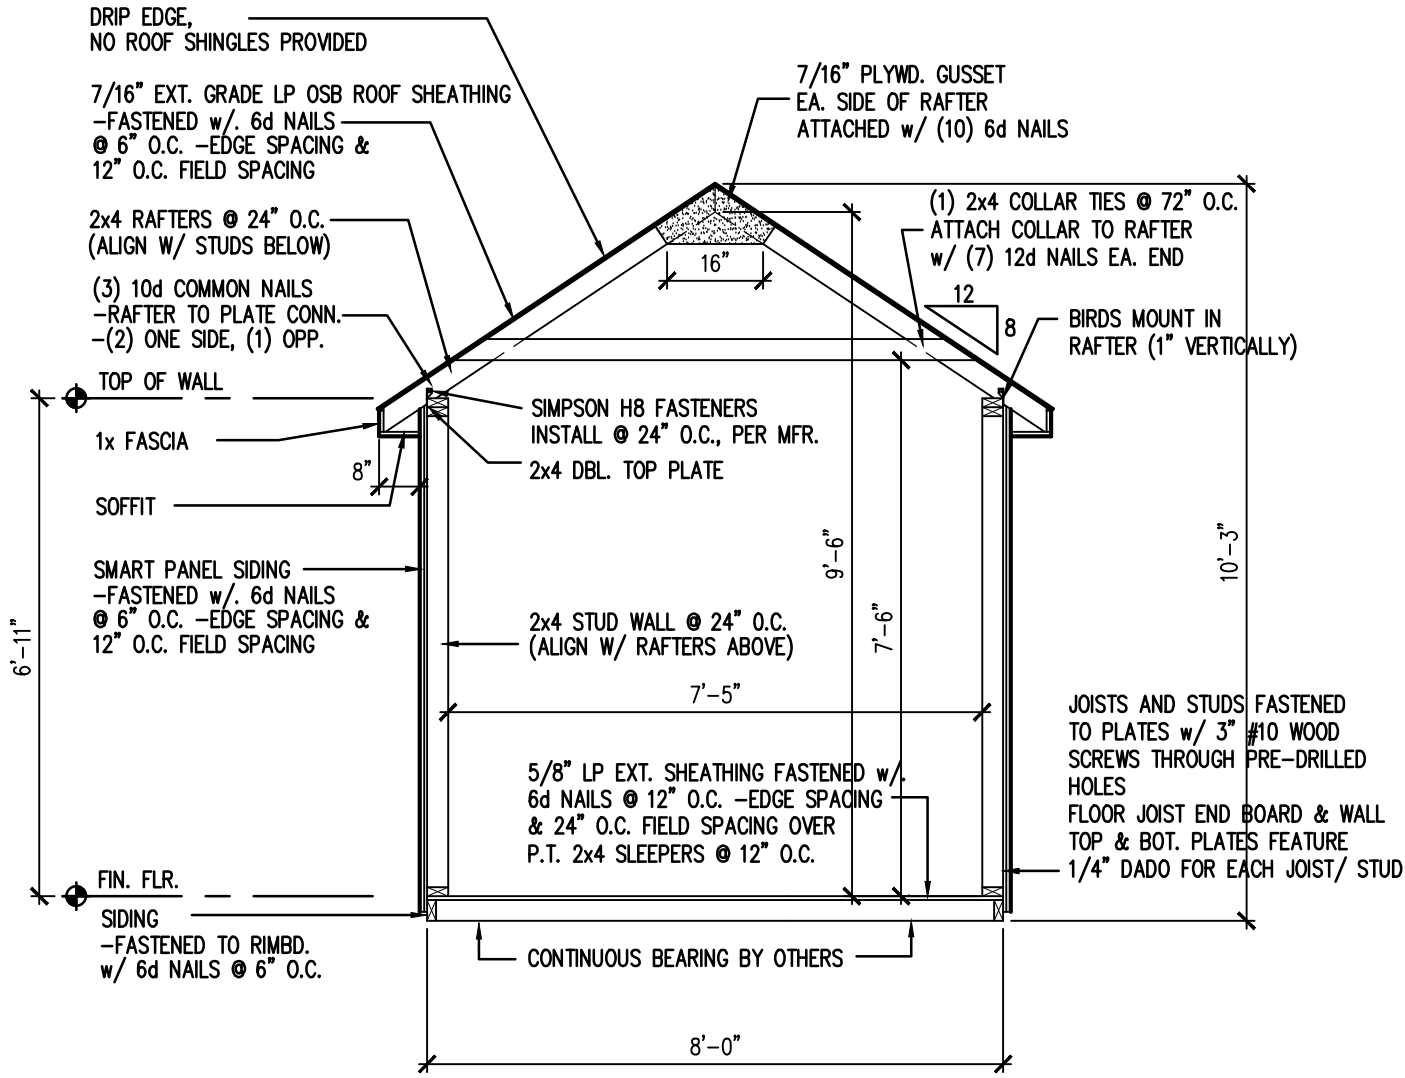 DRIP EDGE,
NO ROOF SHINGLES PROVIDED
7/16" EXT. GRADE LP OSB ROOF SHEATHING
-FASTENED w/. 6d NAILS
@ 6" O.C. -EDGE SPACING &
12" O.C. FIELD SPACING
2x4 RAFTERS @ 24" O.C.
(ALIGN W/ STUDS BELOW)
(3) 10d COMMON NAILS
-RAFTER TO PLATE CONN.
-(2) ONE SIDE, (1) OPP.
TOP OF WALL
1x FASCIA
8"
SOFFIT
SMART PANEL SIDING
-FASTENED w/. 6d NAILS
@ 6" O.C. -EDGE SPACING &
12" O.C. FIELD SPACING
6'-11"
FIN. FLR.
SIDING
-FASTENED TO RIMBD.
w/ 6d NAILS @ 6" O.C.
7/16" PLYWD. GUSSET
EA. SIDE OF RAFTER
ATTACHED w/ (10) 6d NAILS
(1) 2x4 COLLAR TIES @ 72" O.C.
ATTACH COLLAR TO RAFTER
w/ (7) 12d NAILS EA. END
16"
12
8
BIRDS MOUNT IN
RAFTER (1" VERTICALLY)
SIMPSON H8 FASTENERS
INSTALL @ 24" O.C., PER MFR.
2x4 DBL. TOP PLATE
9'-6"
10'-3"
7'-6"
2x4 STUD WALL @ 24" O.C.
(ALIGN W/ RAFTERS ABOVE)
7'-5"
5/8" LP EXT. SHEATHING FASTENED w/.
6d NAILS @ 12" O.C. -EDGE SPACING
& 24" O.C. FIELD SPACING OVER
P.T. 2x4 SLEEPERS @ 12" O.C.
JOISTS AND STUDS FASTENED
TO PLATES w/ 3" #10 WOOD
SCREWS THROUGH PRE-DRILLED
HOLES
FLOOR JOIST END BOARD & WALL
TOP & BOT. PLATES FEATURE
1/4" DADO FOR EACH JOIST/ STUD
CONTINUOUS BEARING BY OTHERS
8'-0"